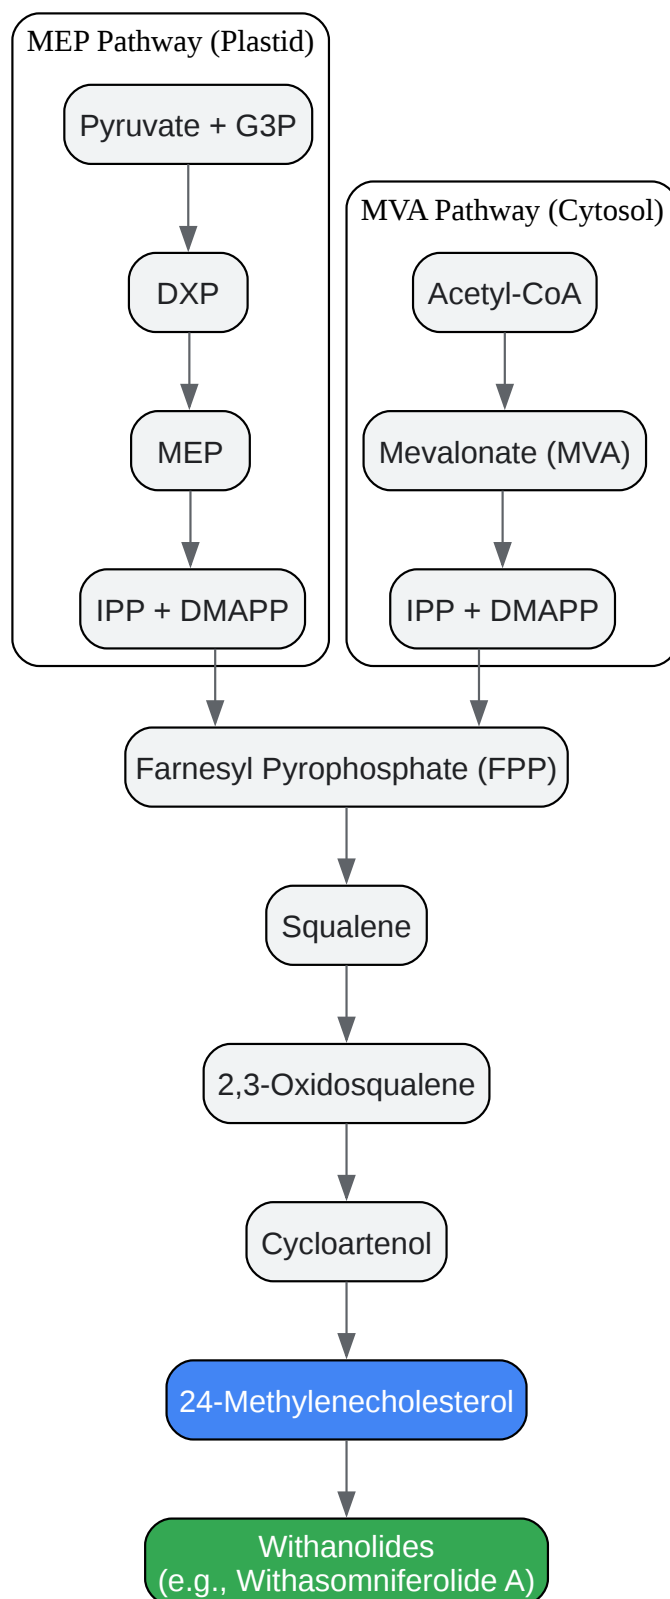 MEP Pathway (Plastid)
Pyruvate + G3P
DXP
MEP
IPP + DMAPP
MVA Pathway (Cytosol)
Acetyl-CoA
Mevalonate (MVA)
IPP + DMAPP
Farnesyl Pyrophosphate (FPP)
Squalene
2,3-Oxidosqualene
Cycloartenol
24-Methylenecholesterol
Withanolides
(e.g., Withasomniferolide A)